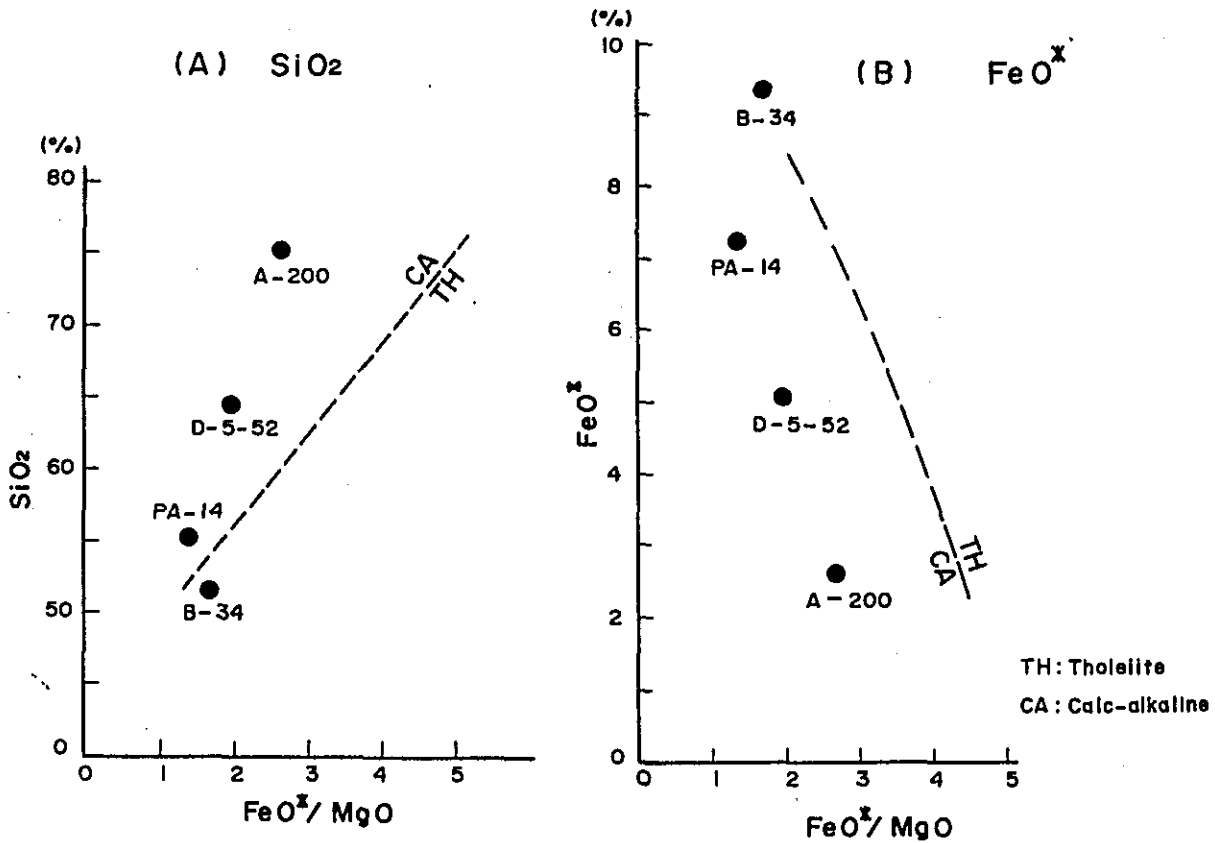 (A) SiO₂
(%)
80
70
60
50
0
SiO₂
A-200
D-5-52
PA-14
B-34
CA
TH
0 1 2 3 4 5
FeO*/MgO
(%)
(B) FeO*
10
8
6
4
2
0
FeO*
B-34
PA-14
D-5-52
A-200
TH
CA
0 1 2 3 4 5
FeO*/MgO
TH: Tholeiite
CA: Calc-alkaline